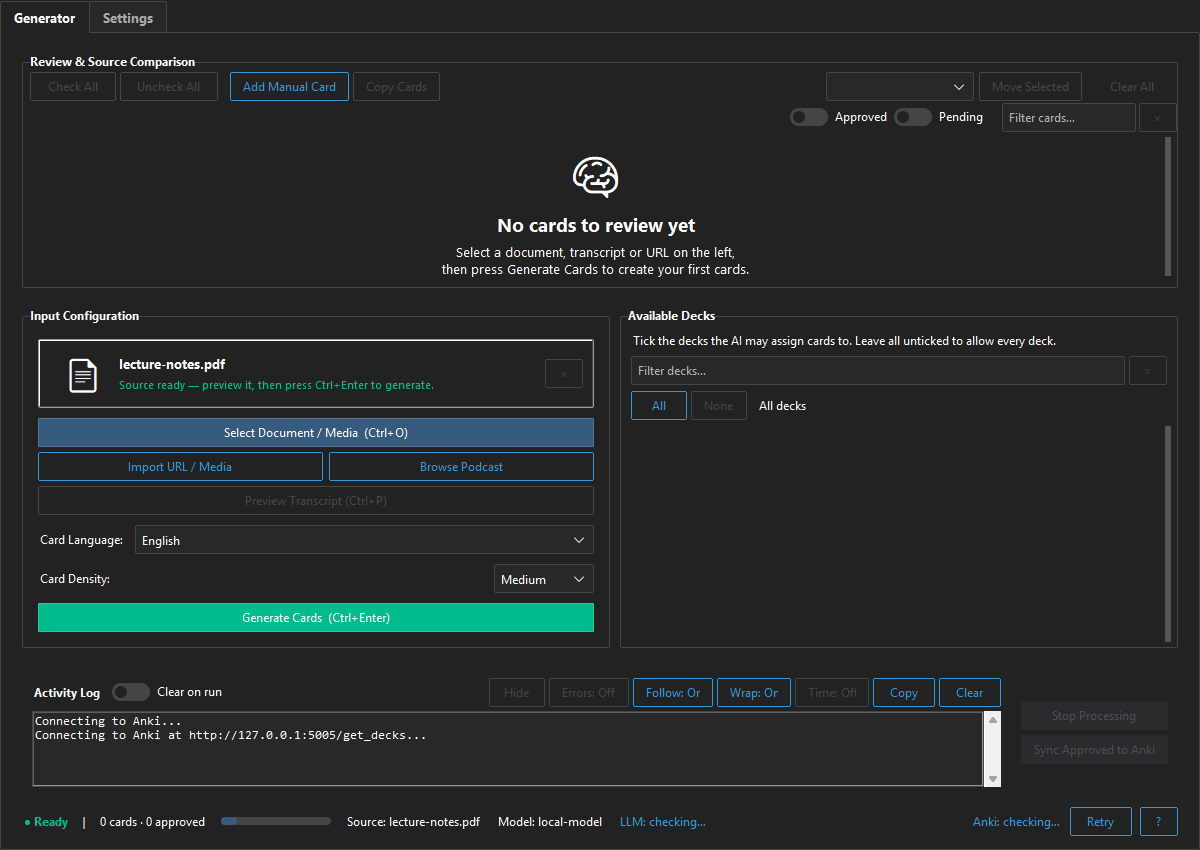 Generator Settings
Review & Source Comparison
Check All Uncheck All Add Manual Card Copy Cards Move Selected Clear All
Approved Pending Filter cards... ×
No cards to review yet
Select a document, transcript or URL on the left,
then press Generate Cards to create your first cards.
Input Configuration
lecture-notes.pdf
Source ready — preview it, then press Ctrl+Enter to generate.
×
Select Document / Media (Ctrl+O)
Import URL / Media Browse Podcast
Preview Transcript (Ctrl+P)
Card Language: English
Card Density: Medium
Generate Cards (Ctrl+Enter)
Available Decks
Tick the decks the AI may assign cards to. Leave all unticked to allow every deck.
Filter decks... ×
All None All decks
Activity Log Clear on run Hide Errors: Off Follow: Or Wrap: Or Time: Off Copy Clear
Connecting to Anki...
Connecting to Anki at http://127.0.0.1:5005/get_decks...
Stop Processing
Sync Approved to Anki
● Ready | 0 cards · 0 approved Source: lecture-notes.pdf Model: local-model LLM: checking... Anki: checking... Retry ?